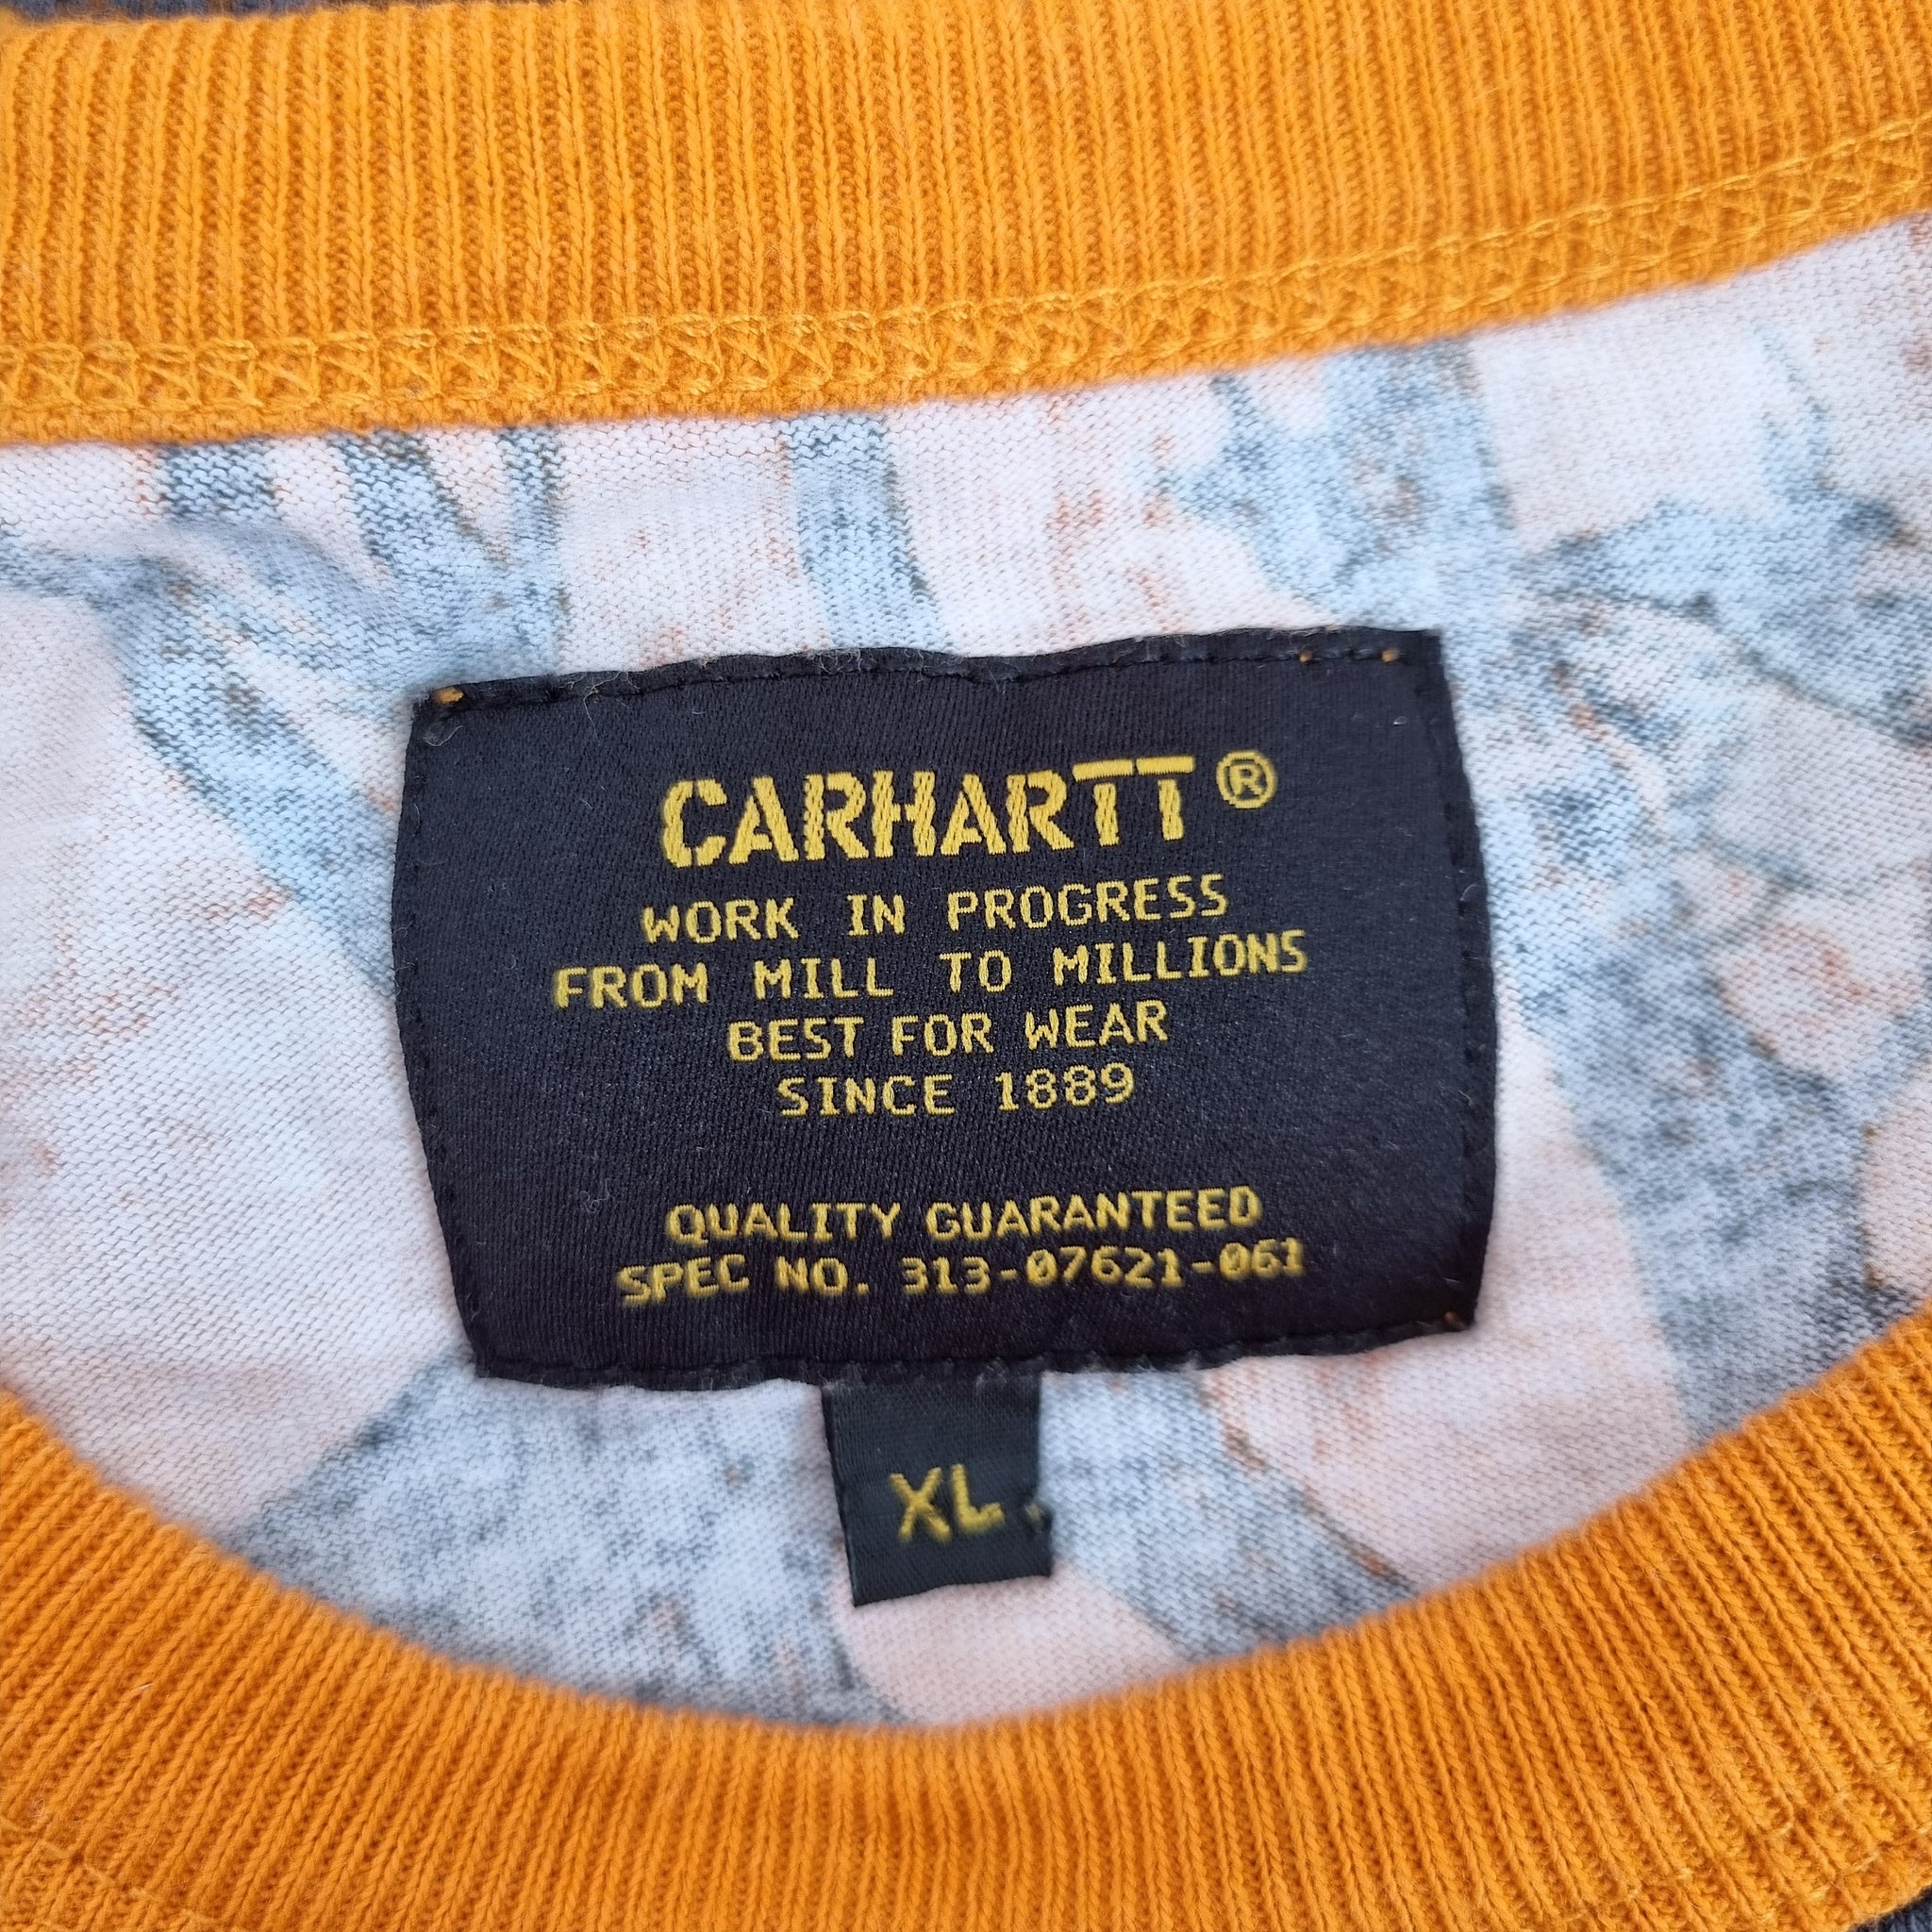 CARHARTT®
WORK IN PROGRESS
FROM MILL TO MILLIONS
BEST FOR WEAR
SINCE 1889
QUALITY GUARANTEED
SPEC NO. 313-07621-061
XL